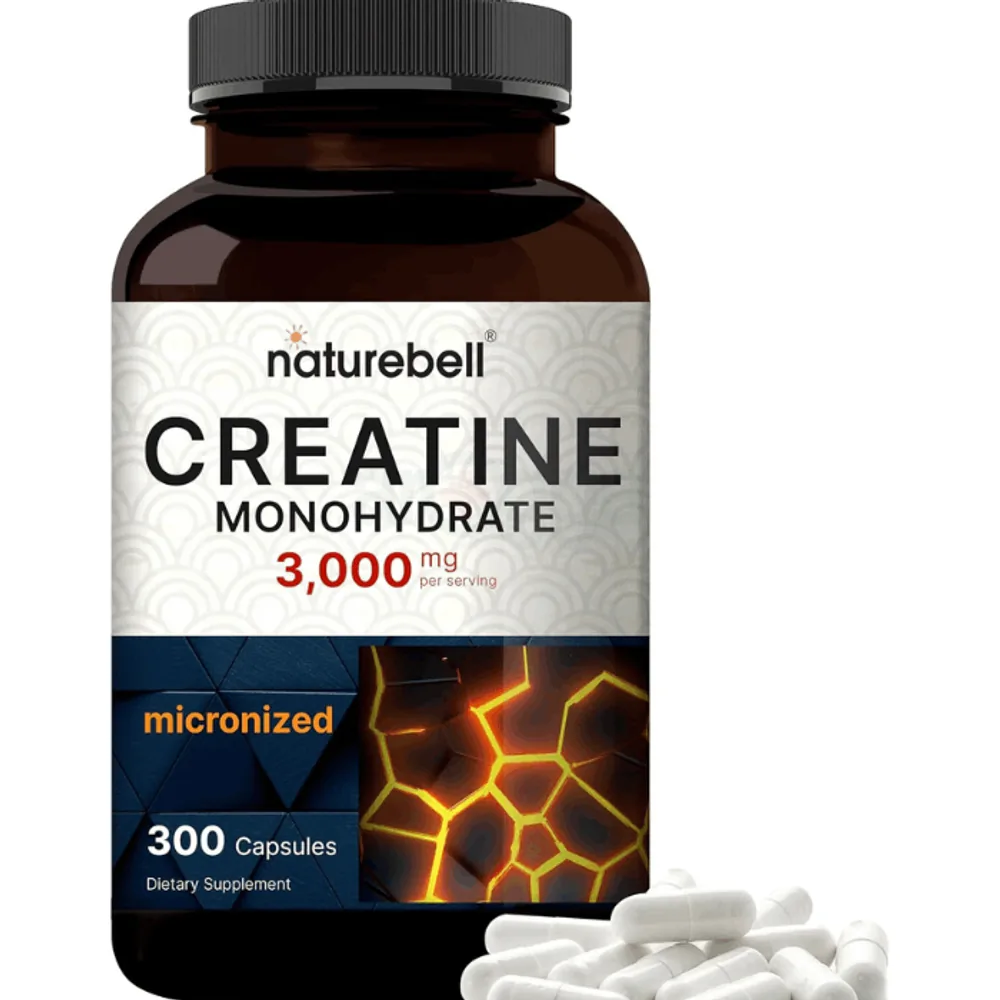 naturebell®
CREATINE
MONOHYDRATE
3,000 mg
per serving
micronized
300 Capsules
Dietary Supplement